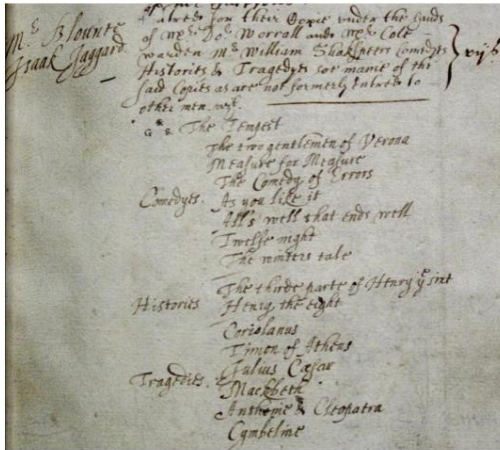 Mr Blounte
Isaak Jaggard.
Entred for their Copie vnder the hands
of Mr Doc. Worrall and Mr Cole
warden Mr William Shakspeers Comedyes
Histories & Tragedyes soe manie of the
said Copies as are not formerly entred to
other men. vizt.
vijs
The Tempest
The two gentlemen of Verona
Measure for Measure
The Comedy of Errors
Comedyes. As you like it
All's well that ends well
Twelfe night
The winters tale
The thirde parte of Henry ye sixt
Histories Henry the eight
Coriolanus
Timon of Athens
Julius Cæsar
Tragedies. Mackbeth
Anthonie & Cleopatra
Cymbeline